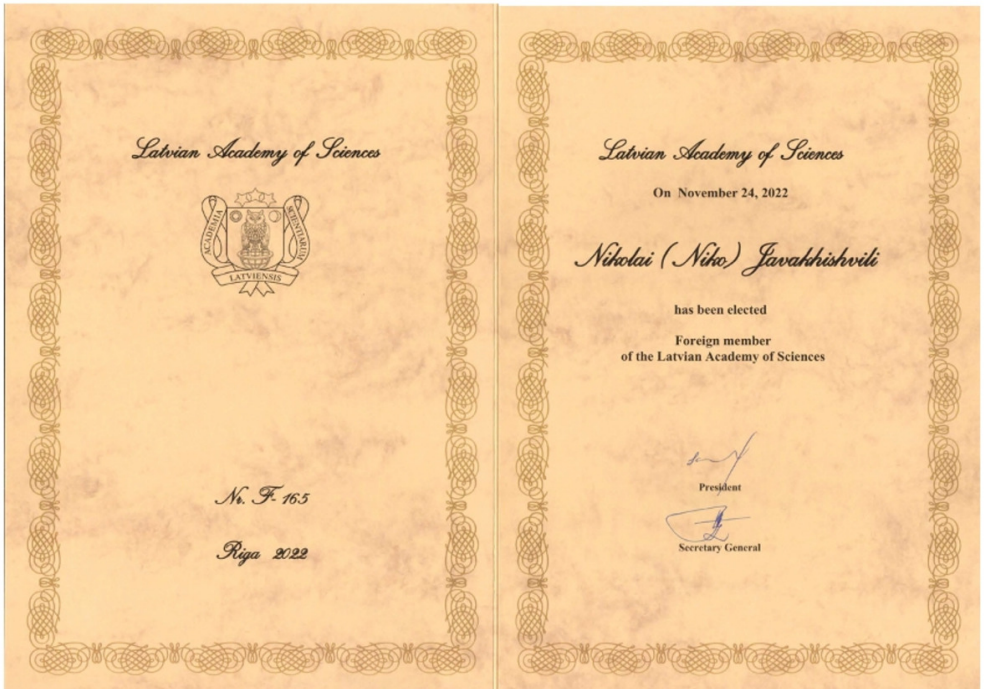 Latvian Academy of Sciences
ACADEMIA
SCIENTIARUM
LATVIENSIS
Nr. F- 165
Riga 2022
Latvian Academy of Sciences
On November 24, 2022
Nikolai (Niko) Javakhishvili
has been elected
Foreign member
of the Latvian Academy of Sciences
President
Secretary General